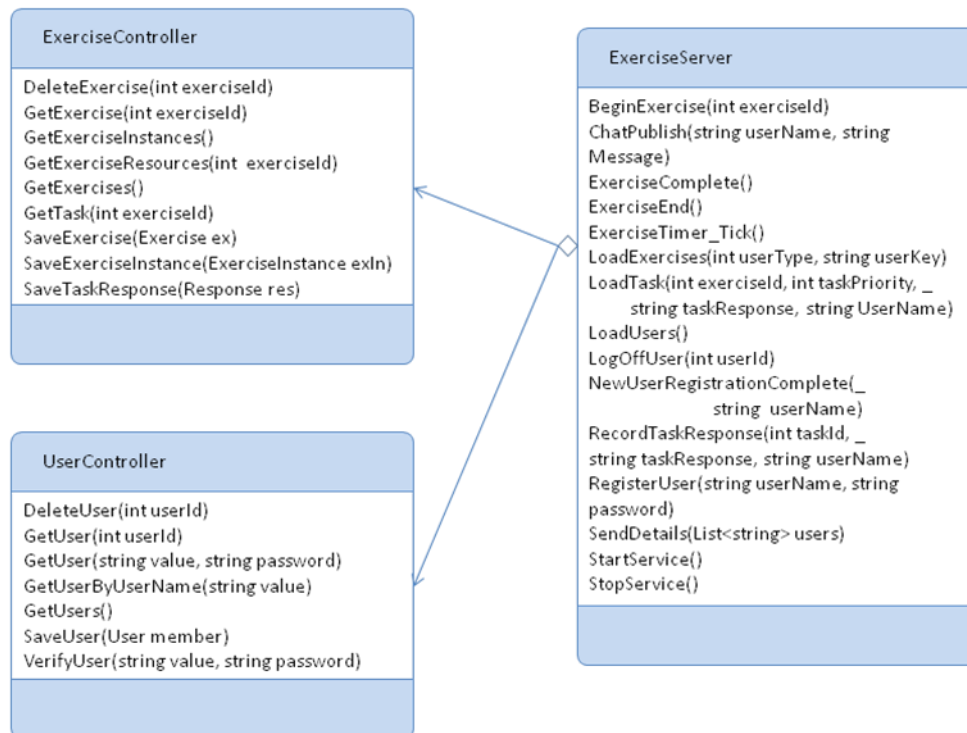 ExerciseController
DeleteExercise(int exerciseId)
GetExercise(int exerciseId)
GetExerciseInstances()
GetExerciseResources(int exerciseId)
GetExercises()
GetTask(int exerciseId)
SaveExercise(Exercise ex)
SaveExerciseInstance(ExerciseInstance exIn)
SaveTaskResponse(Response res)
UserController
DeleteUser(int userId)
GetUser(int userId)
GetUser(string value, string password)
GetUserByUserName(string value)
GetUsers()
SaveUser(User member)
VerifyUser(string value, string password)
ExerciseServer
BeginExercise(int exerciseId)
ChatPublish(string userName, string
Message)
ExerciseComplete()
ExerciseEnd()
ExerciseTimer_Tick()
LoadExercises(int userType, string userKey)
LoadTask(int exerciseId, int taskPriority, _
string taskResponse, string UserName)
LoadUsers()
LogOffUser(int userId)
NewUserRegistrationComplete(_
string userName)
RecordTaskResponse(int taskId, _
string taskResponse, string userName)
RegisterUser(string userName, string
password)
SendDetails(List<string> users)
StartService()
StopService()